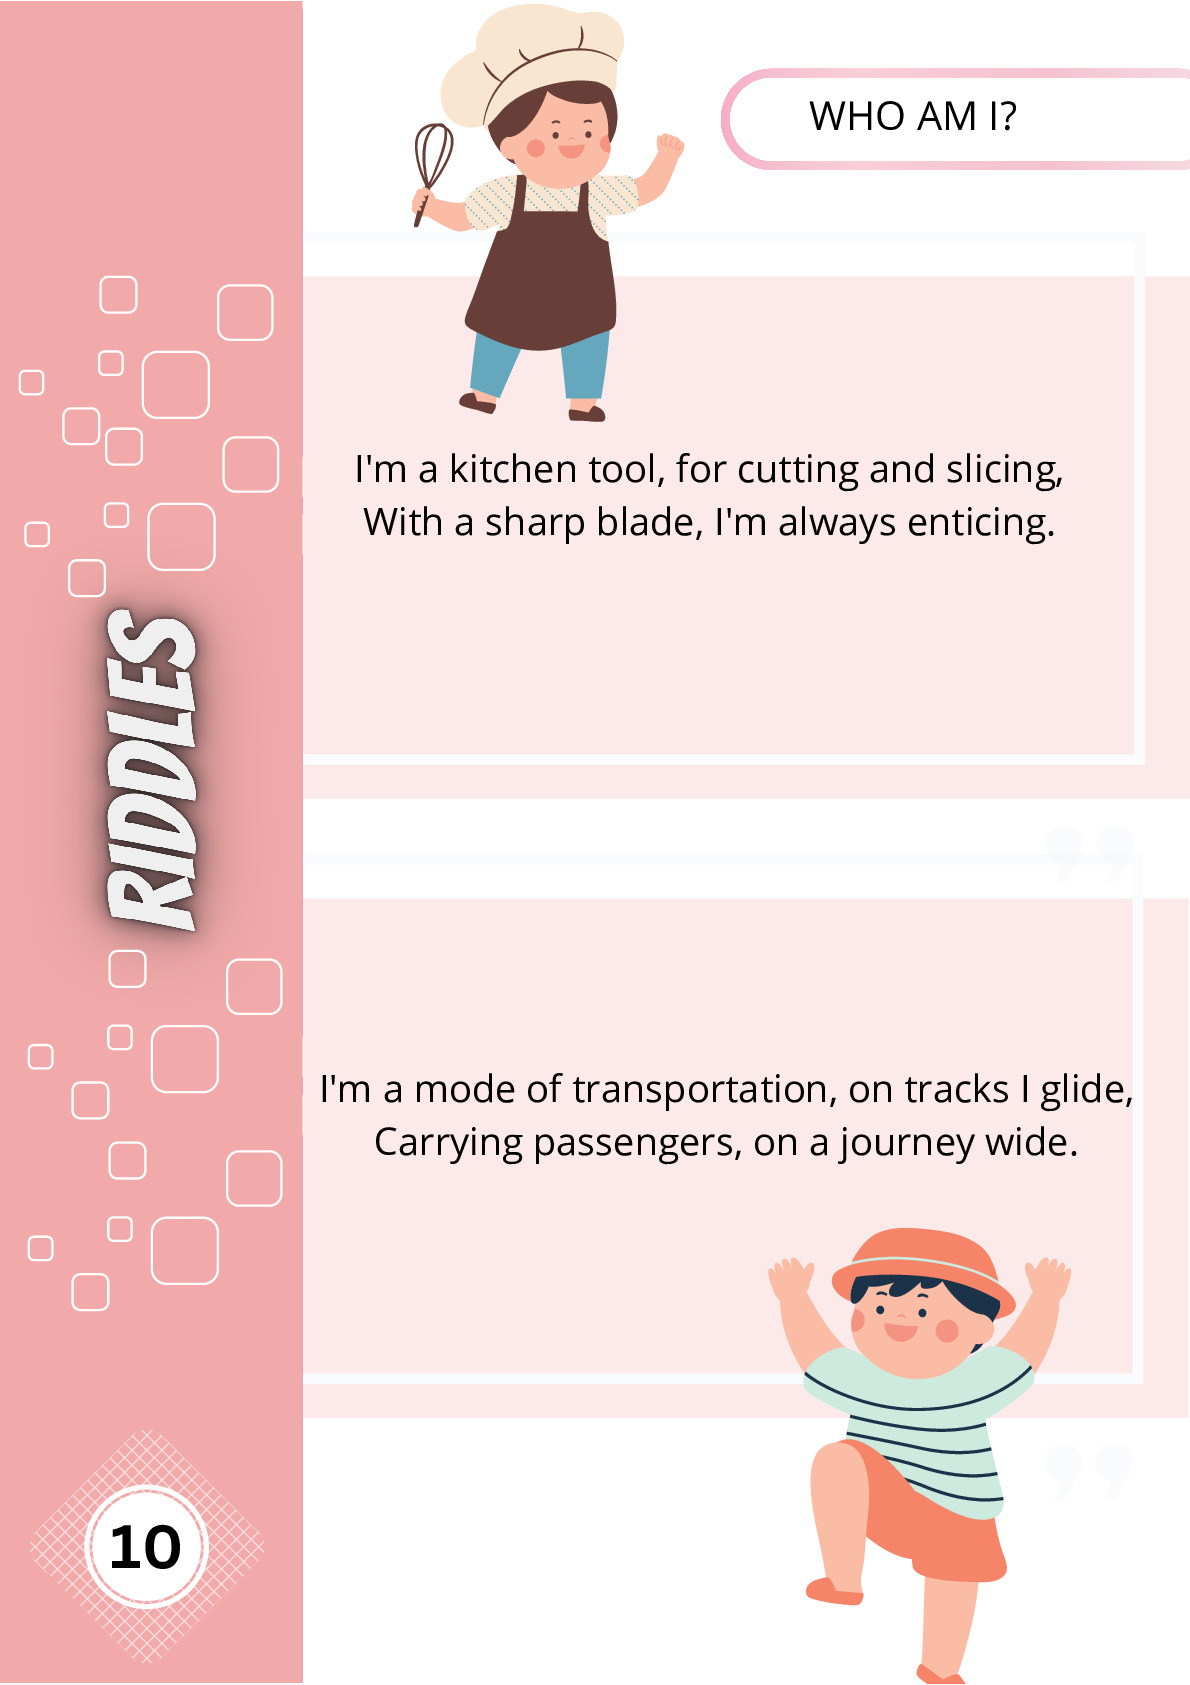 WHO AM I?
I'm a kitchen tool, for cutting and slicing,
With a sharp blade, I'm always enticing.
RIDDLES
I'm a mode of transportation, on tracks I glide,
Carrying passengers, on a journey wide.
10